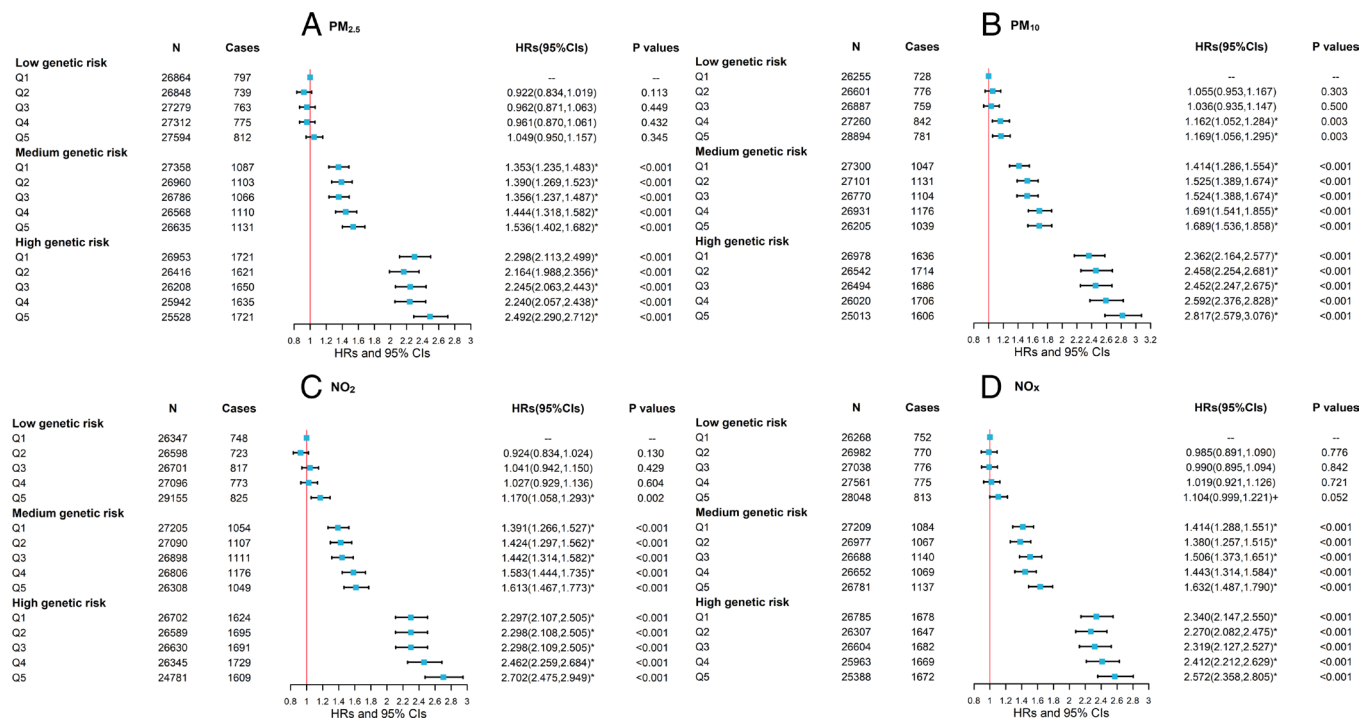 A PM2.5
N Cases HRs(95%CIs) P values
Low genetic risk
Q1 26864 797 -- --
Q2 26848 739 0.922(0.834,1.019) 0.113
Q3 27279 763 0.962(0.871,1.063) 0.449
Q4 27312 775 0.961(0.870,1.061) 0.432
Q5 27594 812 1.049(0.950,1.157) 0.345
Medium genetic risk
Q1 27358 1087 1.353(1.235,1.483)* <0.001
Q2 26960 1103 1.390(1.269,1.523)* <0.001
Q3 26786 1066 1.356(1.237,1.487)* <0.001
Q4 26568 1110 1.444(1.318,1.582)* <0.001
Q5 26635 1131 1.536(1.402,1.682)* <0.001
High genetic risk
Q1 26953 1721 2.298(2.113,2.499)* <0.001
Q2 26416 1621 2.164(1.988,2.356)* <0.001
Q3 26208 1650 2.245(2.063,2.443)* <0.001
Q4 25942 1635 2.240(2.057,2.438)* <0.001
Q5 25528 1721 2.492(2.290,2.712)* <0.001
0.8 1 1.2 1.4 1.6 1.8 2 2.2 2.4 2.6 2.8 3
HRs and 95% CIs
B PM10
N Cases HRs(95%CIs) P values
Low genetic risk
Q1 26255 728 -- --
Q2 26601 776 1.055(0.953,1.167) 0.303
Q3 26887 759 1.036(0.935,1.147) 0.500
Q4 27260 842 1.162(1.052,1.284)* 0.003
Q5 28894 781 1.169(1.056,1.295)* 0.003
Medium genetic risk
Q1 27300 1047 1.414(1.286,1.554)* <0.001
Q2 27101 1131 1.525(1.389,1.674)* <0.001
Q3 26770 1104 1.524(1.388,1.674)* <0.001
Q4 26931 1176 1.691(1.541,1.855)* <0.001
Q5 26205 1039 1.689(1.536,1.858)* <0.001
High genetic risk
Q1 26978 1636 2.362(2.164,2.577)* <0.001
Q2 26542 1714 2.458(2.254,2.681)* <0.001
Q3 26494 1686 2.452(2.247,2.675)* <0.001
Q4 26020 1706 2.592(2.376,2.828)* <0.001
Q5 25013 1606 2.817(2.579,3.076)* <0.001
0.8 1 1.2 1.4 1.6 1.8 2 2.2 2.4 2.6 2.8 3 3.2
HRs and 95% CIs
C NO2
N Cases HRs(95%CIs) P values
Low genetic risk
Q1 26347 748 -- --
Q2 26598 723 0.924(0.834,1.024) 0.130
Q3 26701 817 1.041(0.942,1.150) 0.429
Q4 27096 773 1.027(0.929,1.136) 0.604
Q5 29155 825 1.170(1.058,1.293)* 0.002
Medium genetic risk
Q1 27205 1054 1.391(1.266,1.527)* <0.001
Q2 27090 1107 1.424(1.297,1.562)* <0.001
Q3 26898 1111 1.442(1.314,1.582)* <0.001
Q4 26806 1176 1.583(1.444,1.735)* <0.001
Q5 26308 1049 1.613(1.467,1.773)* <0.001
High genetic risk
Q1 26702 1624 2.297(2.107,2.505)* <0.001
Q2 26589 1695 2.298(2.108,2.505)* <0.001
Q3 26630 1691 2.298(2.109,2.505)* <0.001
Q4 26345 1729 2.462(2.259,2.684)* <0.001
Q5 24781 1609 2.702(2.475,2.949)* <0.001
0.8 1 1.2 1.4 1.6 1.8 2 2.2 2.4 2.6 2.8 3
HRs and 95% CIs
D NOx
N Cases HRs(95%CIs) P values
Low genetic risk
Q1 26268 752 -- --
Q2 26982 770 0.985(0.891,1.090) 0.776
Q3 27038 776 0.990(0.895,1.094) 0.842
Q4 27561 775 1.019(0.921,1.126) 0.721
Q5 28048 813 1.104(0.999,1.221)+ 0.052
Medium genetic risk
Q1 27209 1084 1.414(1.288,1.551)* <0.001
Q2 26977 1067 1.380(1.257,1.515)* <0.001
Q3 26688 1140 1.506(1.373,1.651)* <0.001
Q4 26652 1069 1.443(1.314,1.584)* <0.001
Q5 26781 1137 1.632(1.487,1.790)* <0.001
High genetic risk
Q1 26785 1678 2.340(2.147,2.550)* <0.001
Q2 26307 1647 2.270(2.082,2.475)* <0.001
Q3 26604 1682 2.319(2.127,2.527)* <0.001
Q4 25963 1669 2.412(2.212,2.629)* <0.001
Q5 25388 1672 2.572(2.358,2.805)* <0.001
0.8 1 1.2 1.4 1.6 1.8 2 2.2 2.4 2.6 2.8 3
HRs and 95% CIs